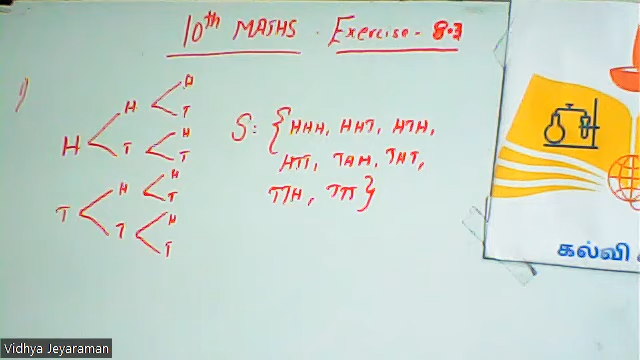 10th MATHS. Exercise - 8.3
1)
H H H
T
T H
T
T H H
T
T H
T
S: { HHH, HHT, HTH,
HTT, THH, THT,
TTH, TTT }
கல்வி
Vidhya Jeyaraman